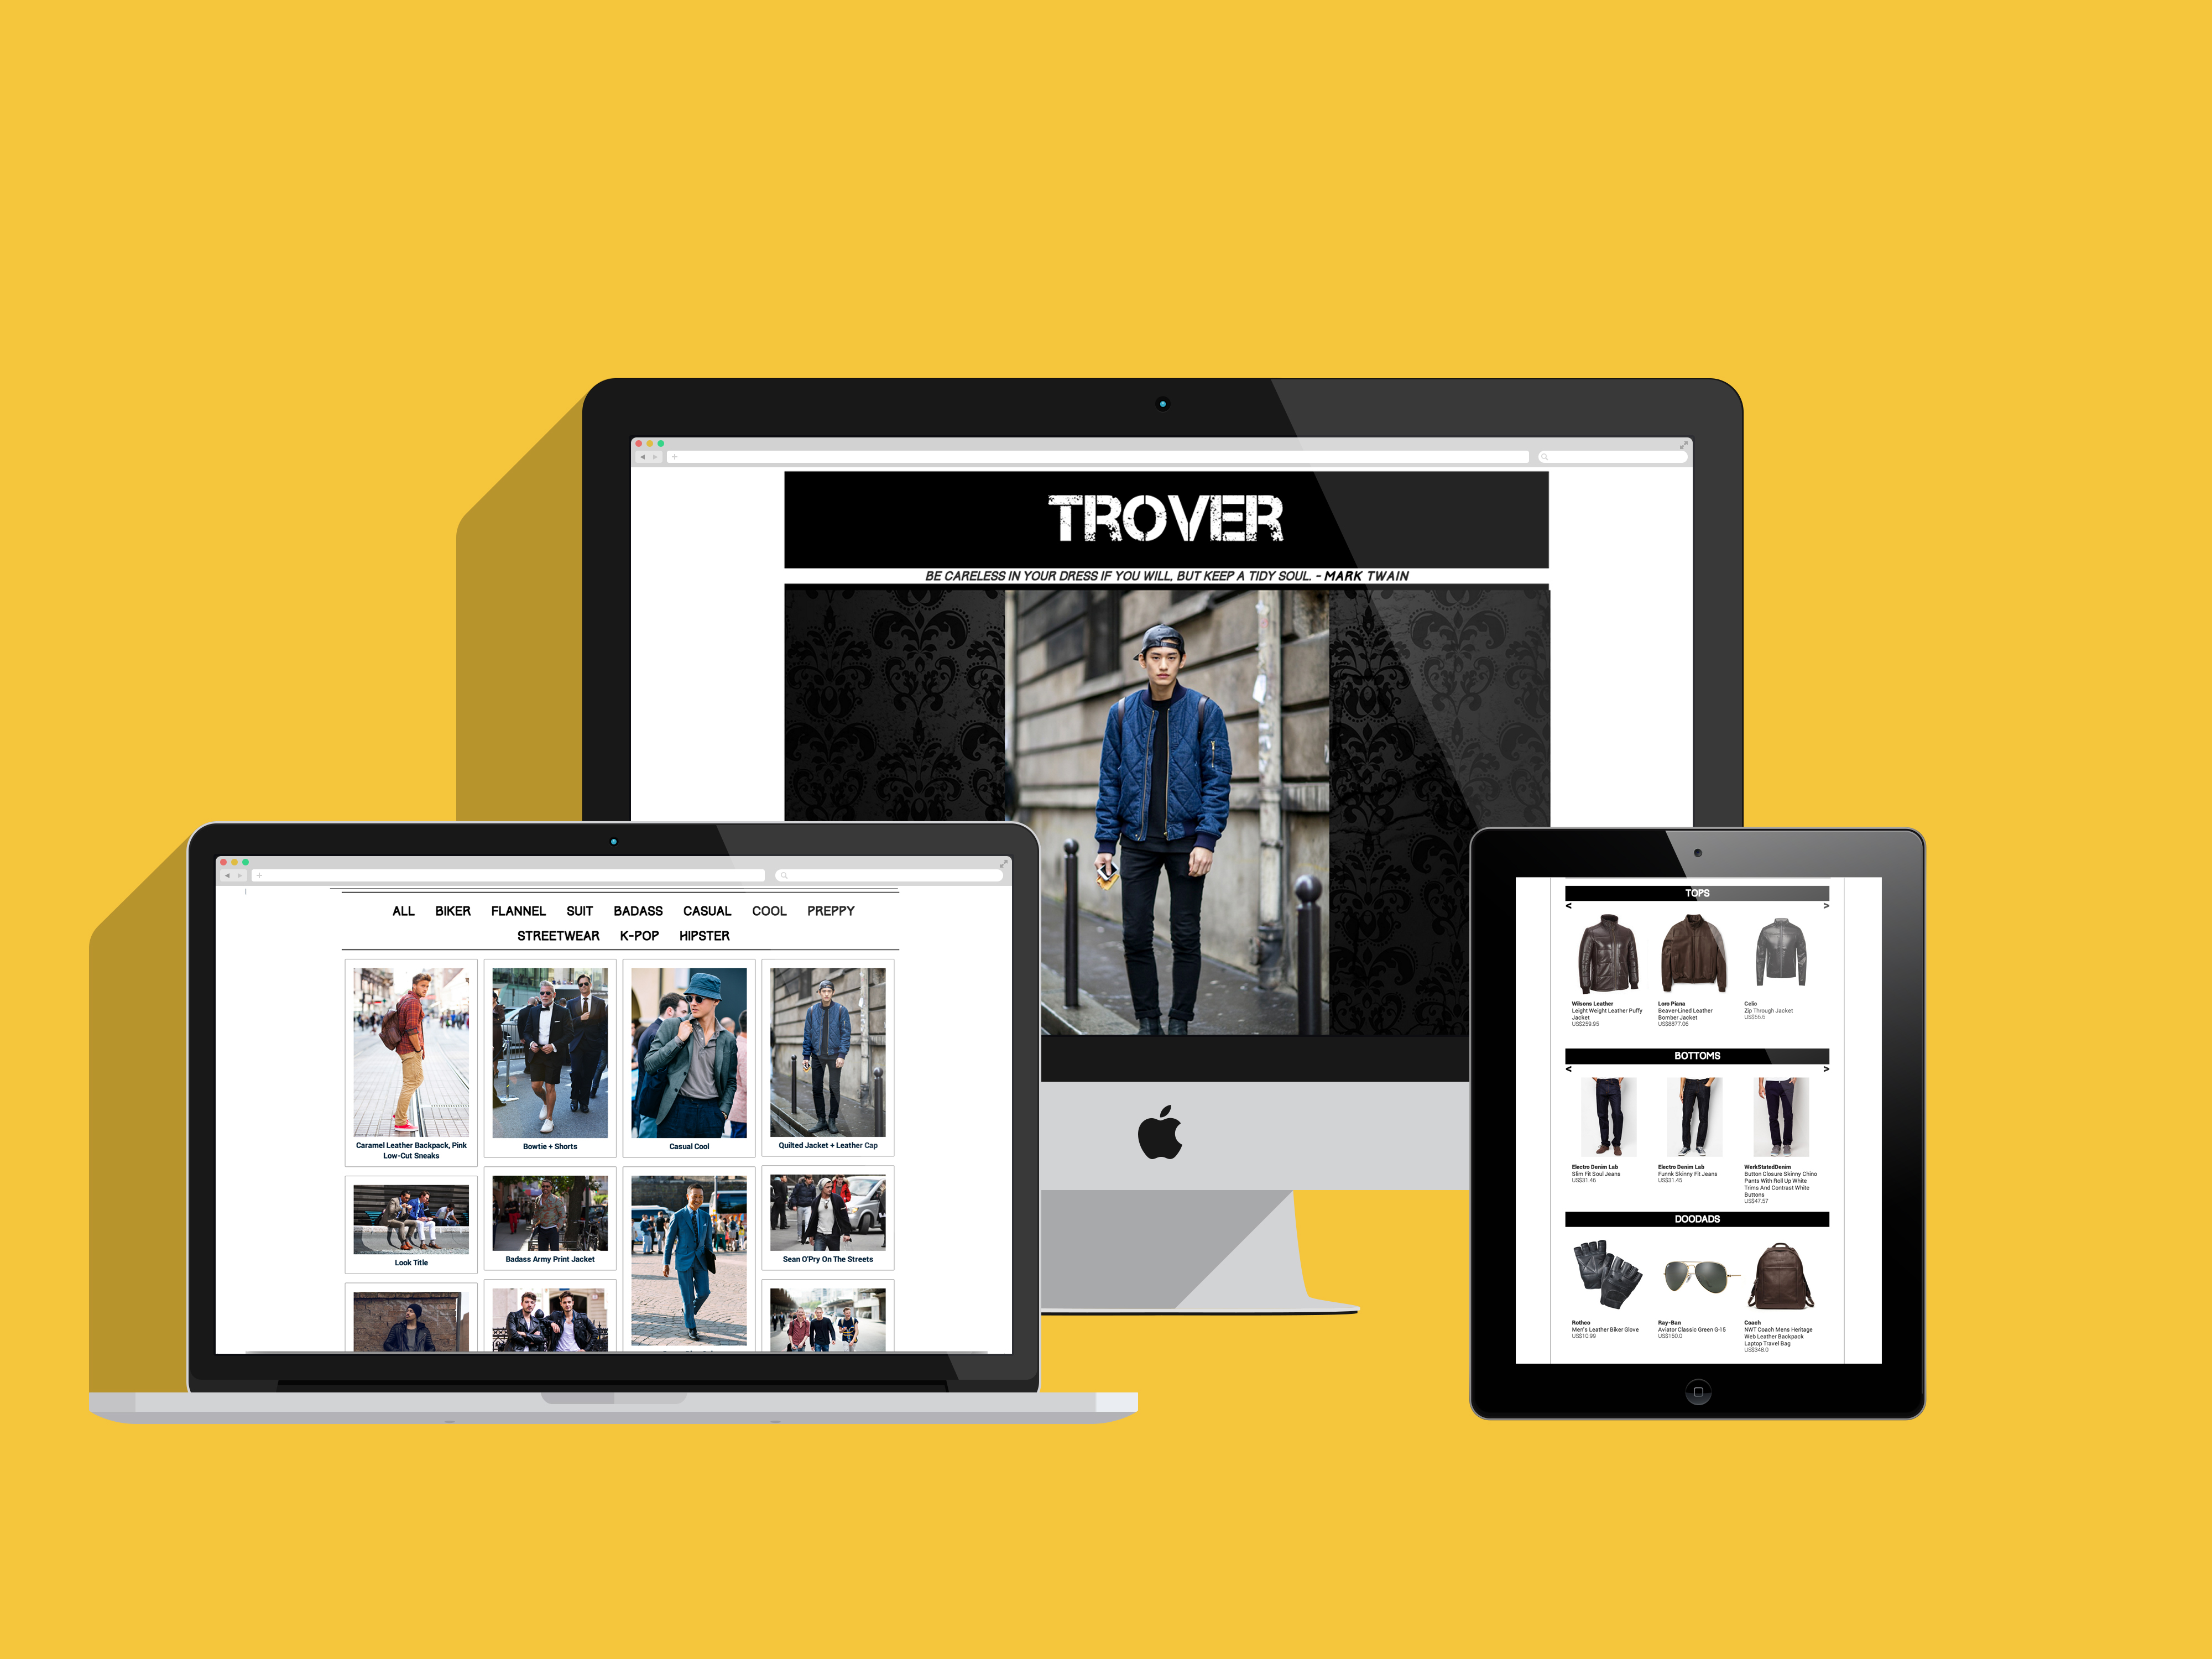 TROVER
BE CARELESS IN YOUR DRESS IF YOU WILL, BUT KEEP A TIDY SOUL. - MARK TWAIN
ALL BIKER FLANNEL SUIT BADASS CASUAL COOL PREPPY
STREETWEAR K-POP HIPSTER
Caramel Leather Backpack, Pink
Low-Cut Sneaks
Bowtie + Shorts
Casual Cool
Quilted Jacket + Leather Cap
Look Title
Badass Army Print Jacket
Sean O'Pry On The Streets
TOPS
< >
Wilsons Leather
Leight Weight Leather Puffy
Jacket
US$259.95
Loro Piana
Beaver-Lined Leather
Bomber Jacket
US$8877.06
Celio
Zip Through Jacket
US$56.6
BOTTOMS
< >
Electro Denim Lab
Slim Fit Soul Jeans
US$31.46
Electro Denim Lab
Funnk Skinny Fit Jeans
US$31.45
WerkStatedDenim
Button Closure Skinny Chino
Pants With Roll Up White
Trims And Contrast White
Buttons
US$47.57
DOODADS
Rothco
Men's Leather Biker Glove
US$10.99
Ray-Ban
Aviator Classic Green G-15
US$150.0
Coach
NWT Coach Mens Heritage
Web Leather Backpack
Laptop Travel Bag
US$348.0